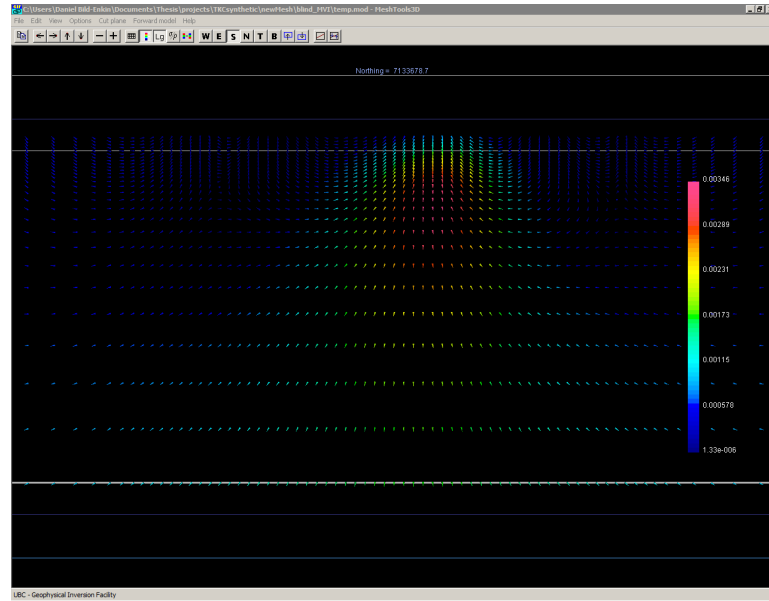 C:\Users\Daniel Bild-Enkin\Documents\Thesis\projects\TKCsynthetic\newMesh\blind_MVI\temp.mod - MeshTools3D
File Edit View Options Cut plane Forward model Help
Lg σρ W E S N T B
Northing = 7133678.7
0.00346
0.00289
0.00231
0.00173
0.00115
0.000578
1.33e-006
UBC - Geophysical Inversion Facility